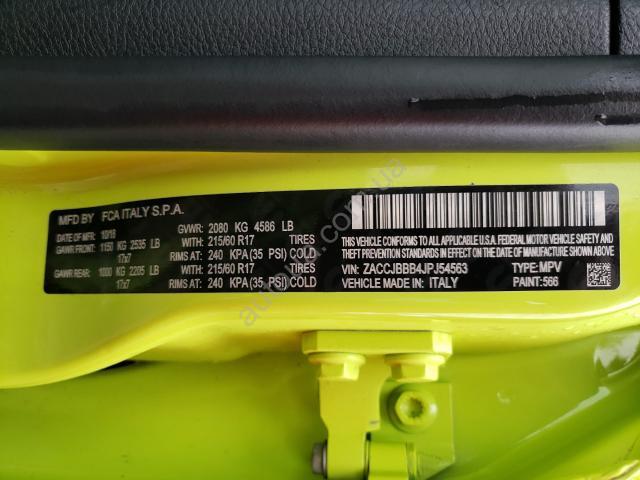 MFD BY FCA ITALY S.P.A.
DATE OF MFR: 10/18 GVWR: 2080 KG 4586 LB
GAWR FRONT: 1150 KG 2535 LB WITH: 215/60 R17 TIRES
17x7 RIMS AT: 240 KPA (35 PSI) COLD
GAWR REAR: 1000 KG 2205 LB WITH: 215/60 R17 TIRES
17x7 RIMS AT: 240 KPA (35 PSI) COLD
THIS VEHICLE CONFORMS TO ALL APPLICABLE FEDERAL MOTOR VEHICLE
SAFETY STANDARDS IN EFFECT ON THE DATE OF MANUFACTURE SHOWN ABOVE
VIN: ZACCJBBB4JPJ54563 TYPE: MPV
VEHICLE MADE IN: ITALY PAINT: 566